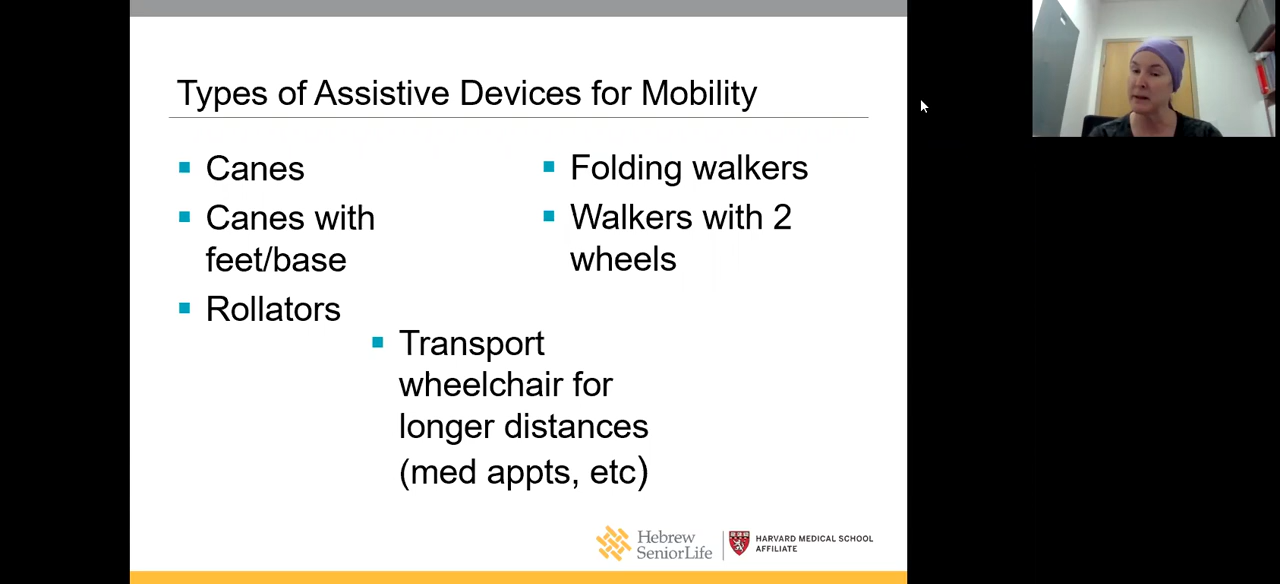 Types of Assistive Devices for Mobility
Canes
Canes with
feet/base
Rollators
Folding walkers
Walkers with 2
wheels
Transport
wheelchair for
longer distances
(med appts, etc)
Hebrew
SeniorLife
HARVARD MEDICAL SCHOOL
AFFILIATE